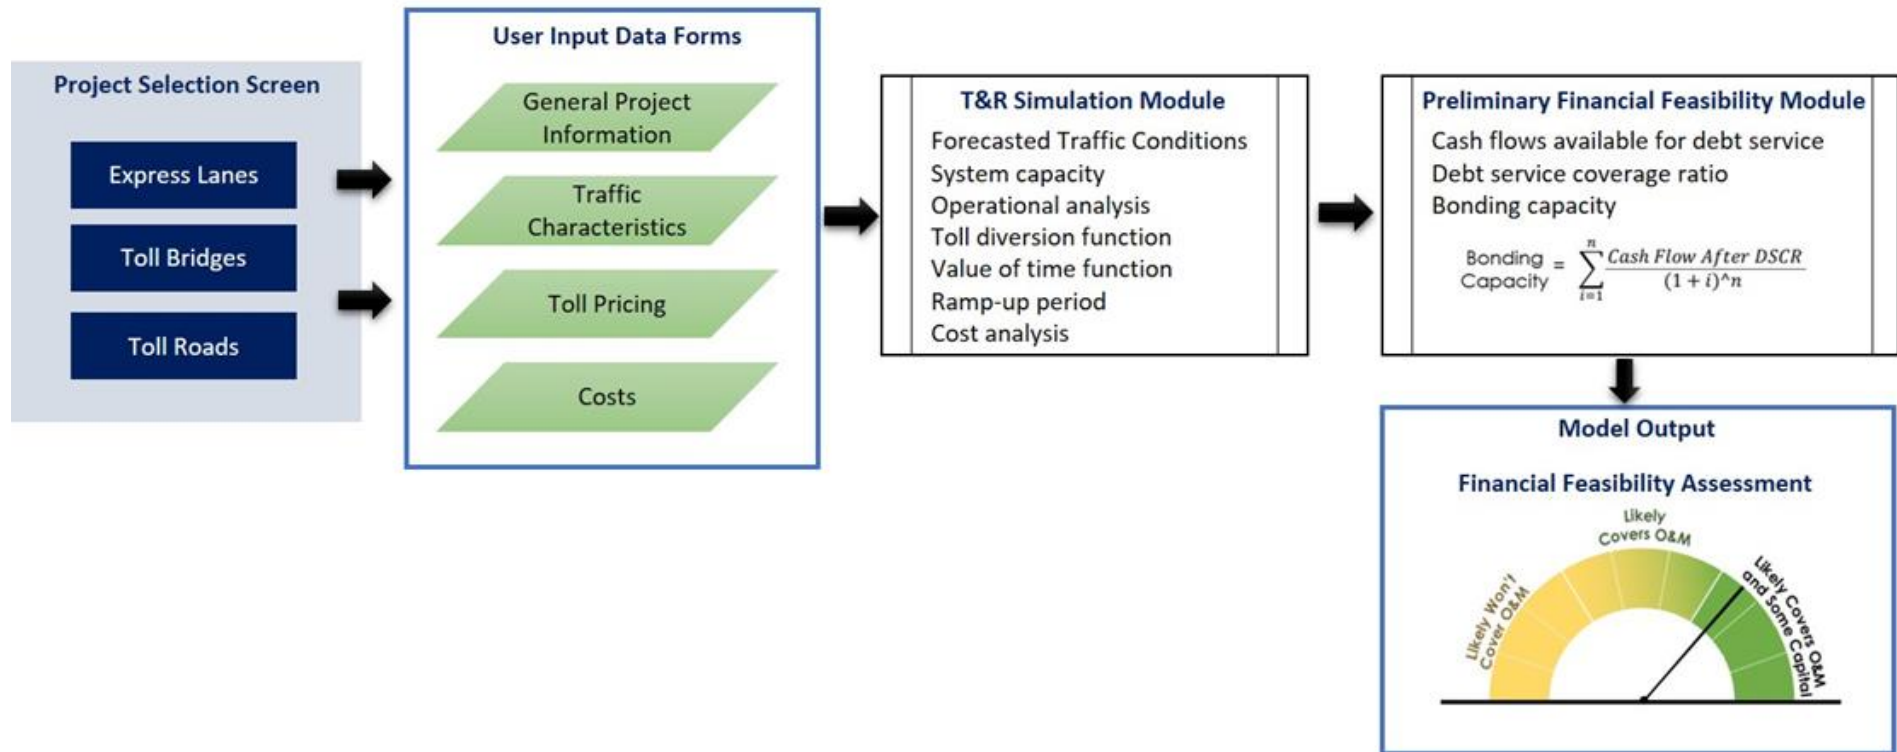 Project Selection Screen
Express Lanes
Toll Bridges
Toll Roads
User Input Data Forms
General Project
Information
Traffic
Characteristics
Toll Pricing
Costs
T&R Simulation Module
Forecasted Traffic Conditions
System capacity
Operational analysis
Toll diversion function
Value of time function
Ramp-up period
Cost analysis
Preliminary Financial Feasibility Module
Cash flows available for debt service
Debt service coverage ratio
Bonding capacity
Bonding
Capacity
=
n
∑
i=1
Cash Flow After DSCR
(1 + i)^n
Model Output
Financial Feasibility Assessment
Likely Won't
Cover O&M
Likely
Covers O&M
Likely Covers O&M
and Some Capital